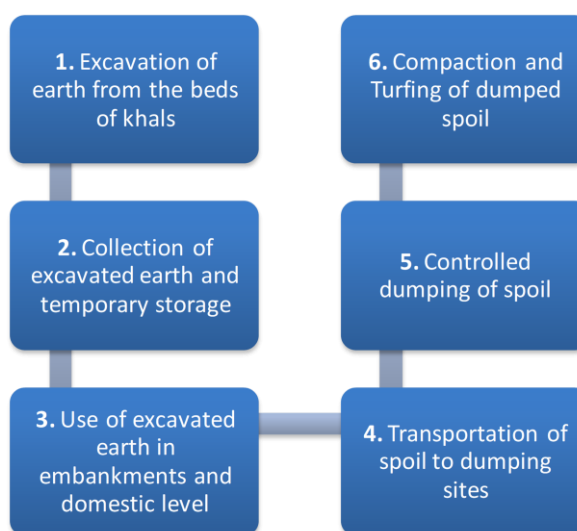 1. Excavation of
earth from the beds
of khals
2. Collection of
excavated earth and
temporary storage
3. Use of excavated
earth in
embankments and
domestic level
4. Transportation of
spoil to dumping
sites
5. Controlled
dumping of spoil
6. Compaction and
Turfing of dumped
spoil